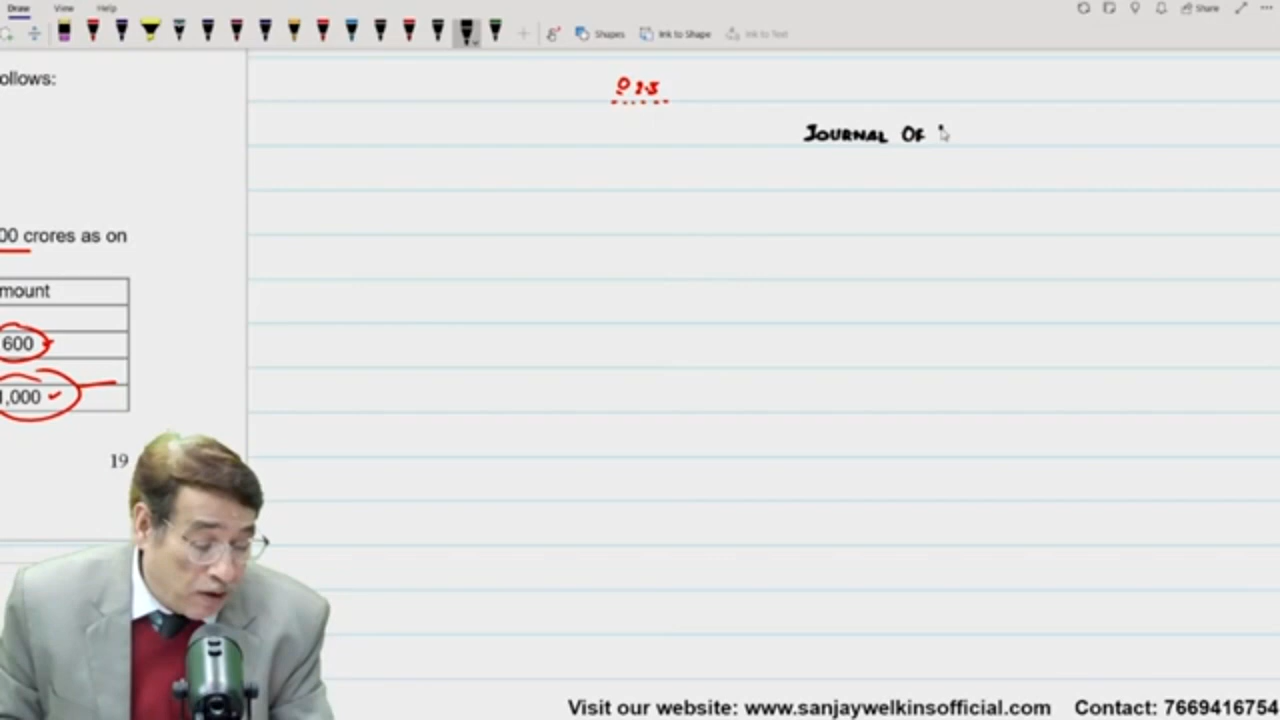 Draw View Help
Shapes Ink to Shape Ink to Text Share
ollows:
JOURNAL OF
00 crores as on
mount
600
1,000
19
Visit our website: www.sanjaywelkinsofficial.com Contact: 7669416754